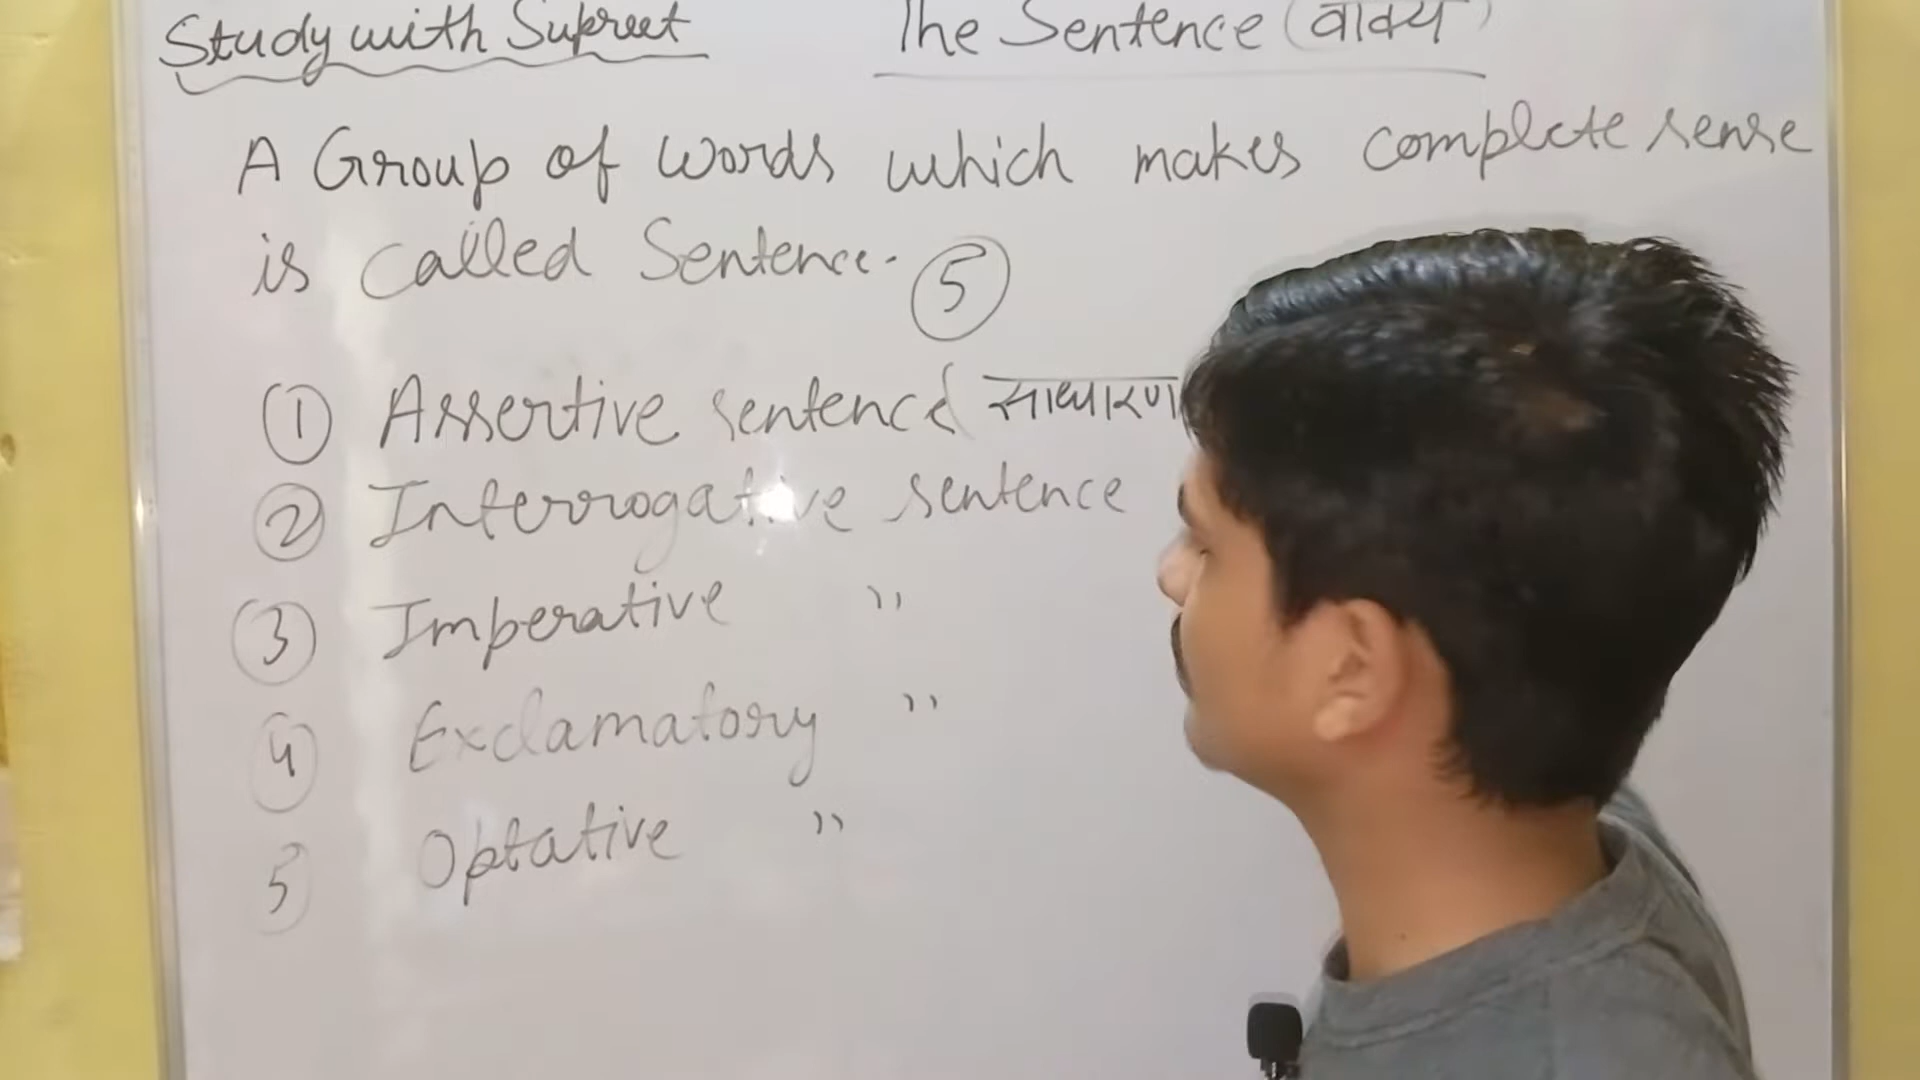 Study with Supreet
The Sentence (वाक्य)
A Group of words which makes complete sense
is called Sentence. 5
1 Assertive sentence ( साधारण
2 Interrogative sentence
3 Imperative "
4 Exclamatory "
5 Optative "